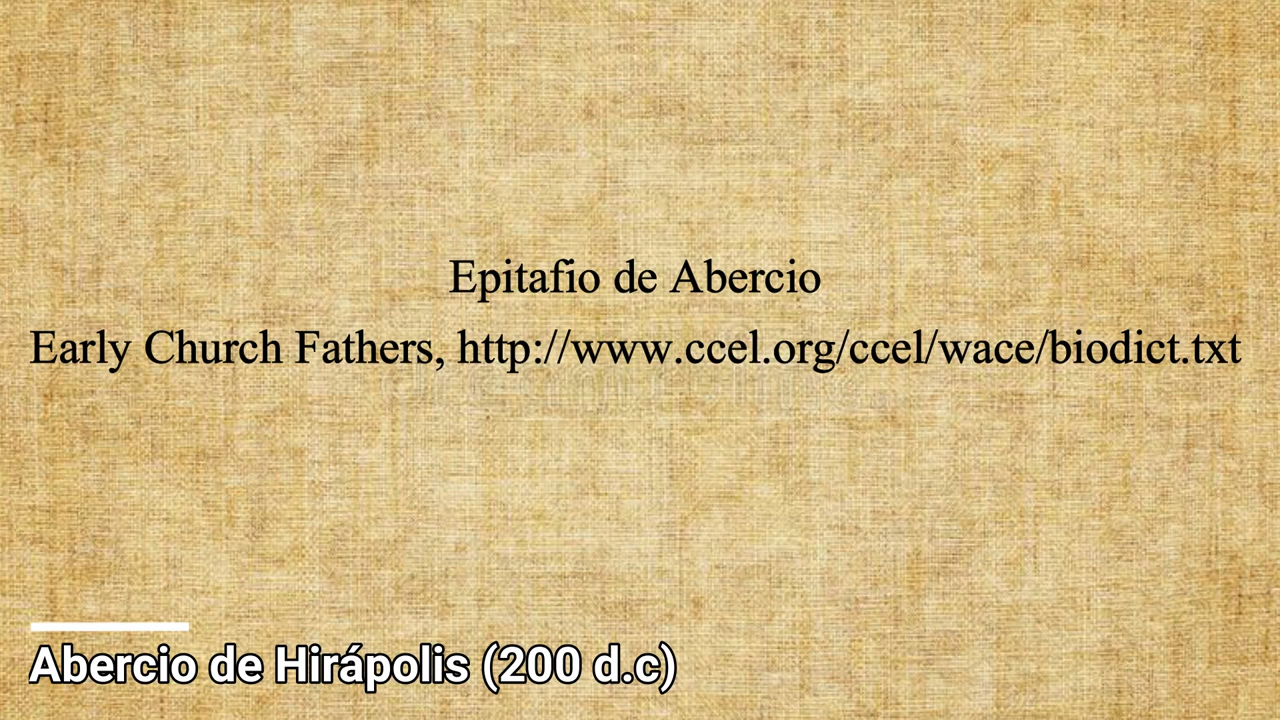 Epitafio de Abercio
Early Church Fathers, http://www.ccel.org/ccel/wace/biodict.txt
Abercio de Hirápolis (200 d.c)